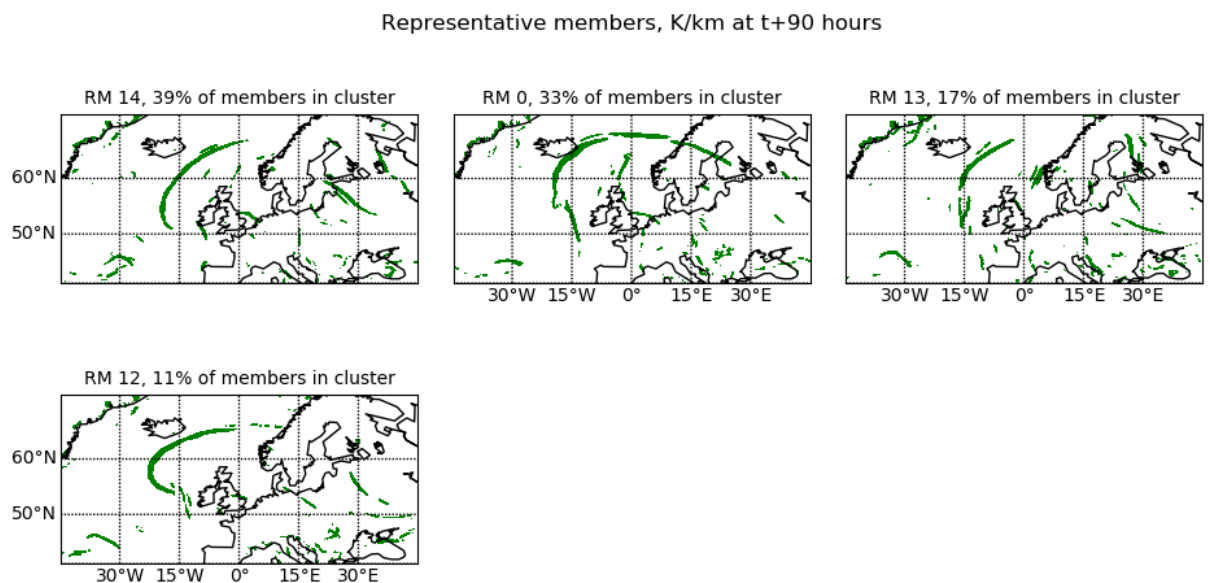 Representative members, K/km at t+90 hours
RM 14, 39% of members in cluster
60°N
50°N
RM 0, 33% of members in cluster
30°W 15°W 0° 15°E 30°E
RM 13, 17% of members in cluster
30°W 15°W 0° 15°E 30°E
RM 12, 11% of members in cluster
60°N
50°N
30°W 15°W 0° 15°E 30°E